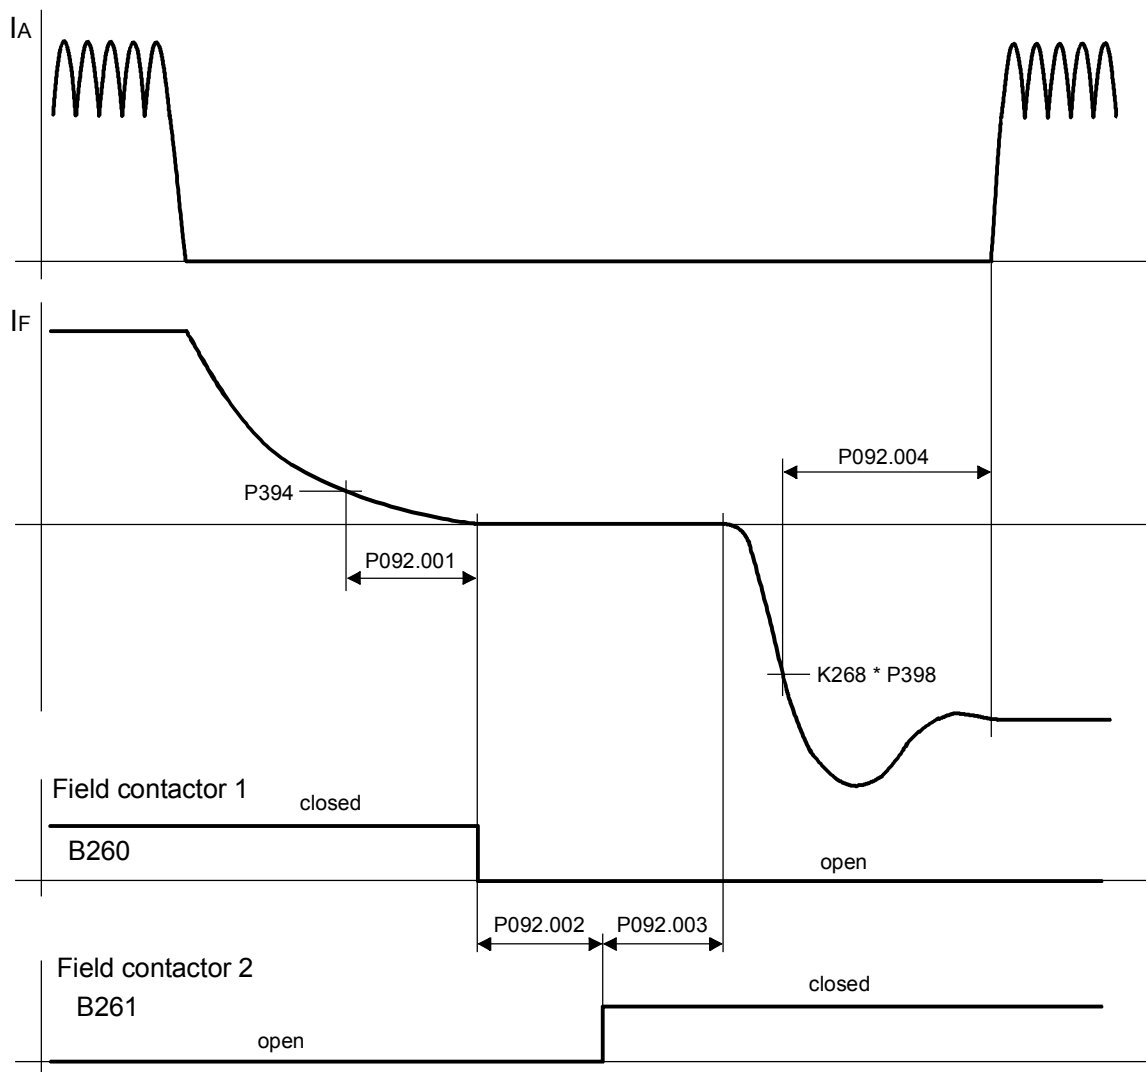 IA
IF
P092.004
P394
P092.001
K268 * P398
Field contactor 1
closed
B260
open
P092.002
P092.003
Field contactor 2
closed
B261
open